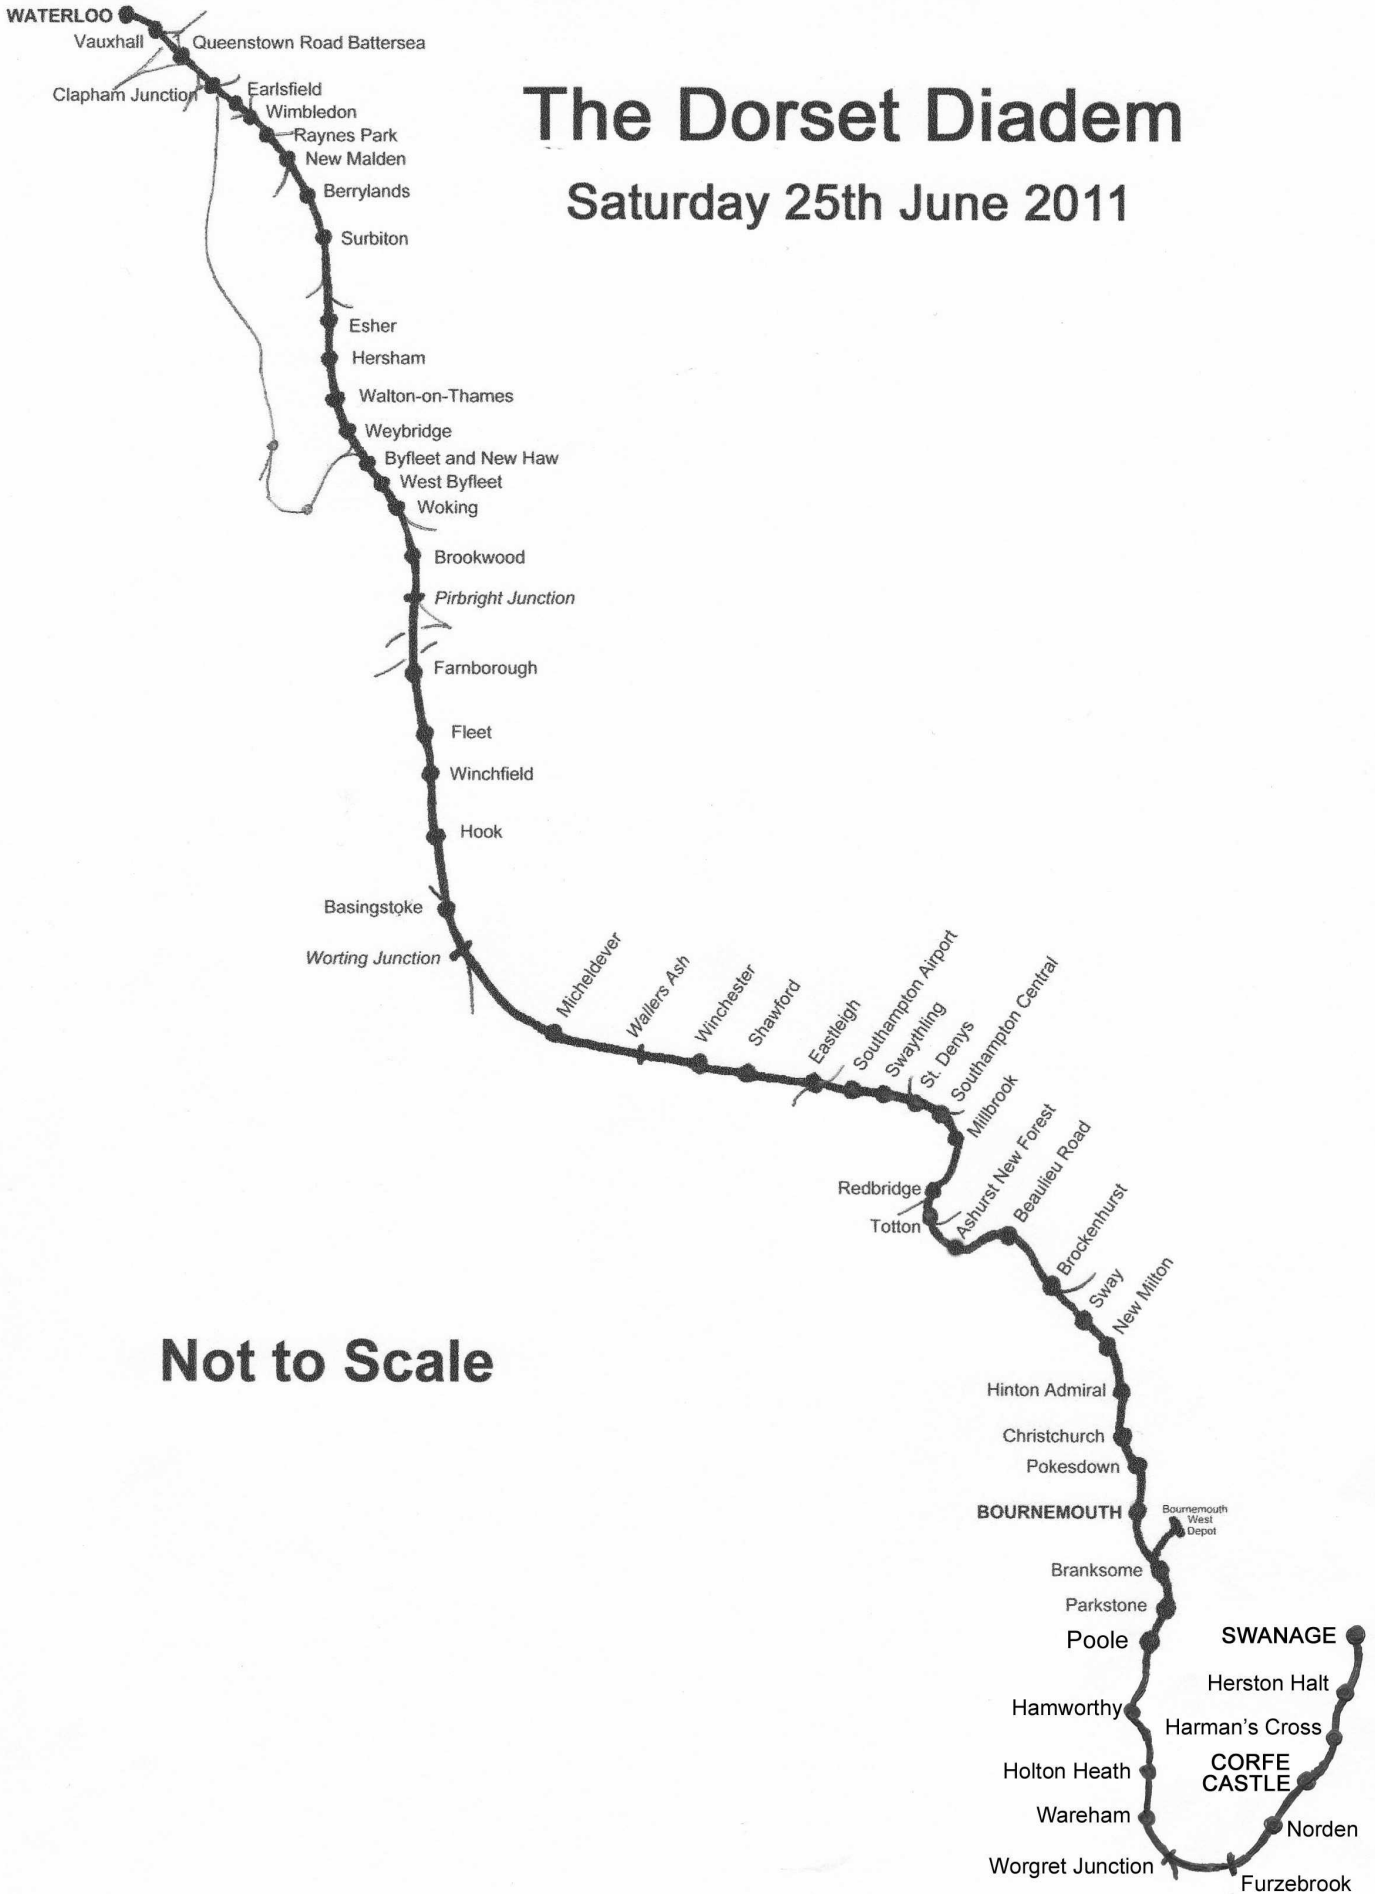 WATERLOO
Vauxhall
Queenstown Road Battersea
Clapham Junction
Earlsfield
Wimbledon
Raynes Park
New Malden
Berrylands
Surbiton
The Dorset Diadem
Saturday 25th June 2011
Esher
Hersham
Walton-on-Thames
Weybridge
Byfleet and New Haw
West Byfleet
Woking
Brookwood
Pirbright Junction
Farnborough
Fleet
Winchfield
Hook
Basingstoke
Worting Junction
Micheldever
Wallers Ash
Winchester
Shawford
Eastleigh
Southampton Airport
Swaythling
St. Denys
Southampton Central
Millbrook
Redbridge
Totton
Ashurst New Forest
Beaulieu Road
Brockenhurst
Sway
New Milton
Not to Scale
Hinton Admiral
Christchurch
Pokesdown
BOURNEMOUTH
Bournemouth
West
Depot
Branksome
Parkstone
Poole
Hamworthy
Holton Heath
Wareham
Worgret Junction
Furzebrook
Norden
CORFE
CASTLE
Harman's Cross
Herston Halt
SWANAGE